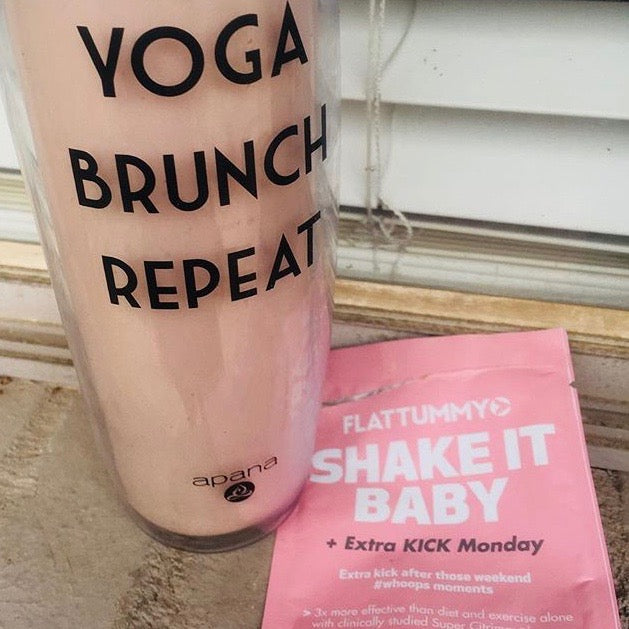 YOGA
BRUNCH
REPEAT
apana
FLATTUMMY
SHAKE IT
BABY
+ Extra KICK Monday
Extra kick after those weekend
#whoops moments
> 3x more effective than diet and exercise alone
with clinically studied Super